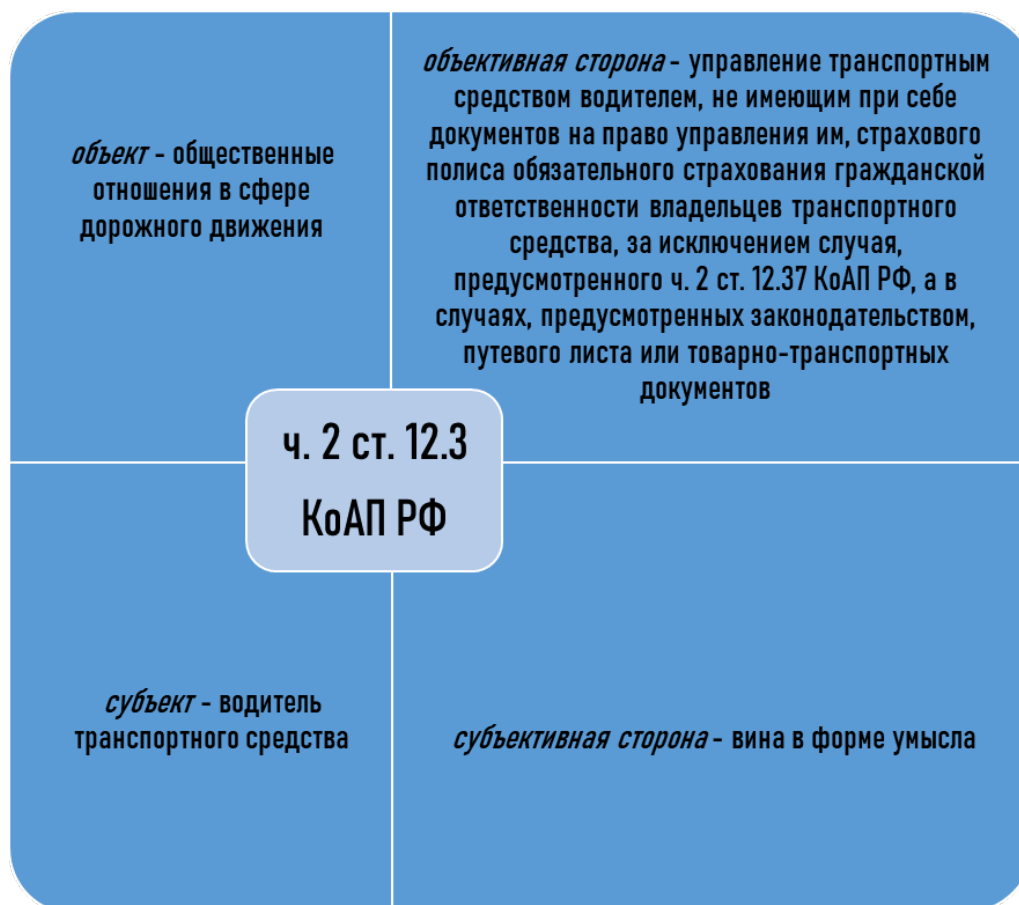 объект - общественные
отношения в сфере
дорожного движения
объективная сторона - управление транспортным
средством водителем, не имеющим при себе
документов на право управления им, страхового
полиса обязательного страхования гражданской
ответственности владельцев транспортного
средства, за исключением случая,
предусмотренного ч. 2 ст. 12.37 КоАП РФ, а в
случаях, предусмотренных законодательством,
путевого листа или товарно-транспортных
документов
ч. 2 ст. 12.3
КоАП РФ
субъект - водитель
транспортного средства
субъективная сторона - вина в форме умысла